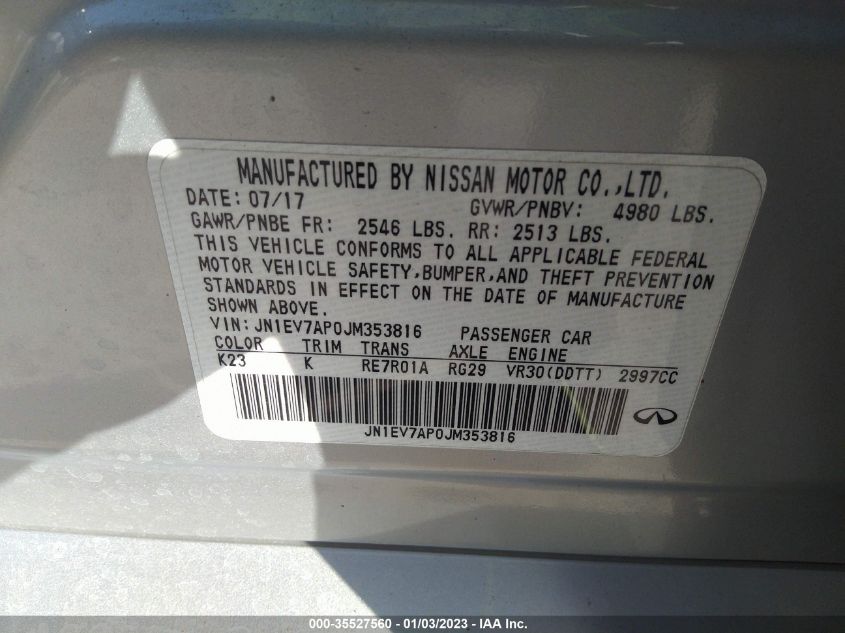 MANUFACTURED BY NISSAN MOTOR CO.,LTD.
DATE: 07/17 GVWR/PNBV: 4980 LBS.
GAWR/PNBE FR: 2546 LBS. RR: 2513 LBS.
THIS VEHICLE CONFORMS TO ALL APPLICABLE FEDERAL
MOTOR VEHICLE SAFETY,BUMPER,AND THEFT PREVENTION
STANDARDS IN EFFECT ON THE DATE OF MANUFACTURE
SHOWN ABOVE.
VIN: JN1EV7AP0JM353816 PASSENGER CAR
COLOR TRIM TRANS AXLE ENGINE
K23 K RE7R01A RG29 VR30(DDTT) 2997CC
JN1EV7AP0JM353816
000-35527560 - 01/03/2023 - IAA Inc.